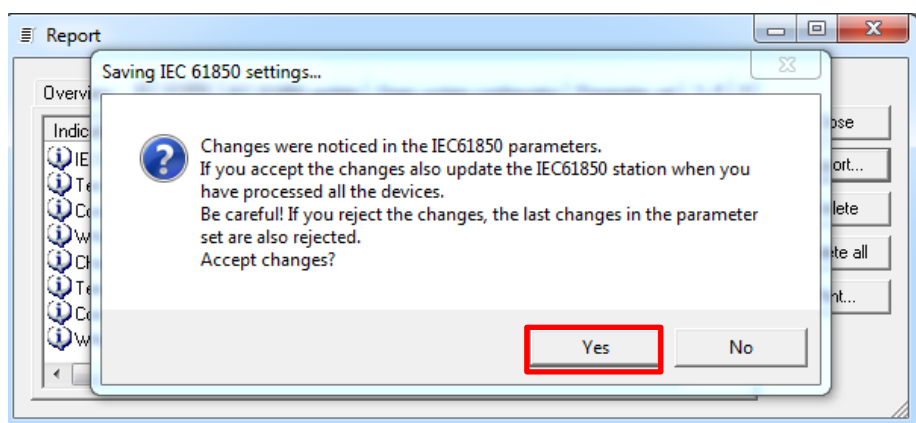 Report
Saving IEC 61850 settings...
Changes were noticed in the IEC61850 parameters.
If you accept the changes also update the IEC61850 station when you
have processed all the devices.
Be careful! If you reject the changes, the last changes in the parameter
set are also rejected.
Accept changes?
Yes
No